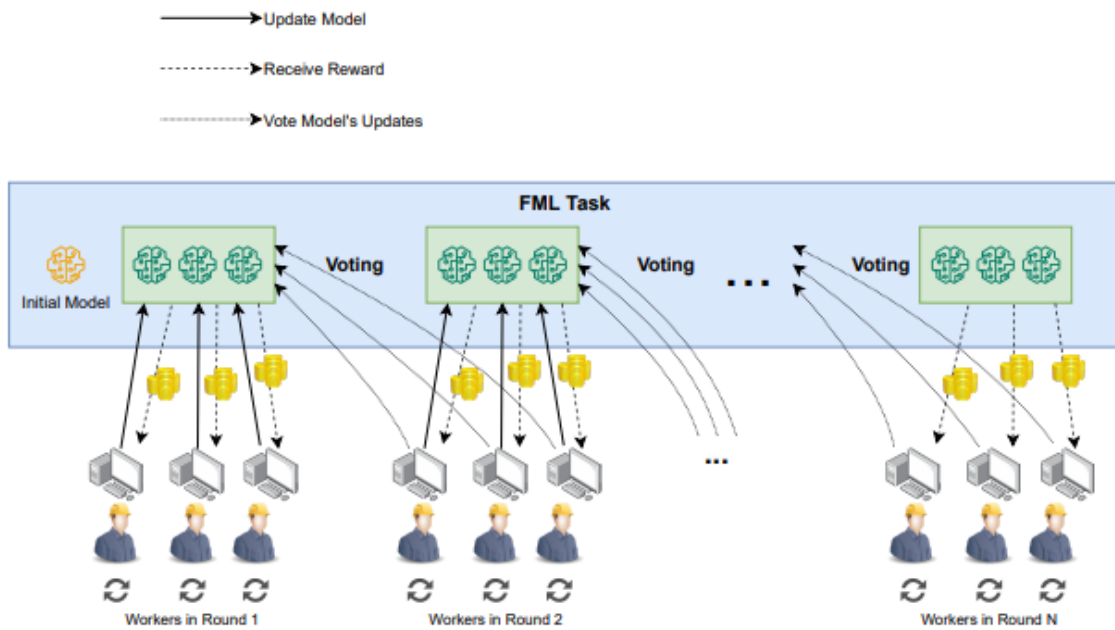 Update Model
Receive Reward
Vote Model's Updates
FML Task
Initial Model
Voting
Voting
...
Voting
...
Workers in Round 1
Workers in Round 2
Workers in Round N